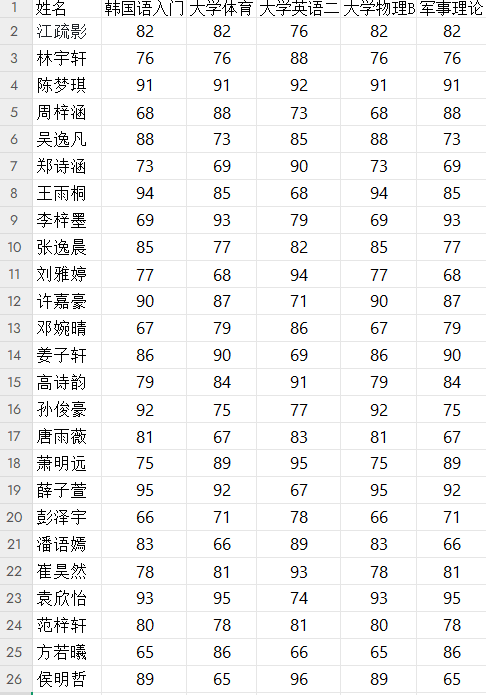 1 姓名 韩国语入门 大学体育 大学英语二 大学物理B 军事理论
2 江疏影 82 82 76 82 82
3 林宇轩 76 76 88 76 76
4 陈梦琪 91 91 92 91 91
5 周梓涵 68 88 73 68 88
6 吴逸凡 88 73 85 88 73
7 郑诗涵 73 69 90 73 69
8 王雨桐 94 85 68 94 85
9 李梓墨 69 93 79 69 93
10 张逸晨 85 77 82 85 77
11 刘雅婷 77 68 94 77 68
12 许嘉豪 90 87 71 90 87
13 邓婉晴 67 79 86 67 79
14 姜子轩 86 90 69 86 90
15 高诗韵 79 84 91 79 84
16 孙俊豪 92 75 77 92 75
17 唐雨薇 81 67 83 81 67
18 萧明远 75 89 95 75 89
19 薛子萱 95 92 67 95 92
20 彭泽宇 66 71 78 66 71
21 潘语嫣 83 66 89 83 66
22 崔昊然 78 81 93 78 81
23 袁欣怡 93 95 74 93 95
24 范梓轩 80 78 81 80 78
25 方若曦 65 86 66 65 86
26 侯明哲 89 65 96 89 65